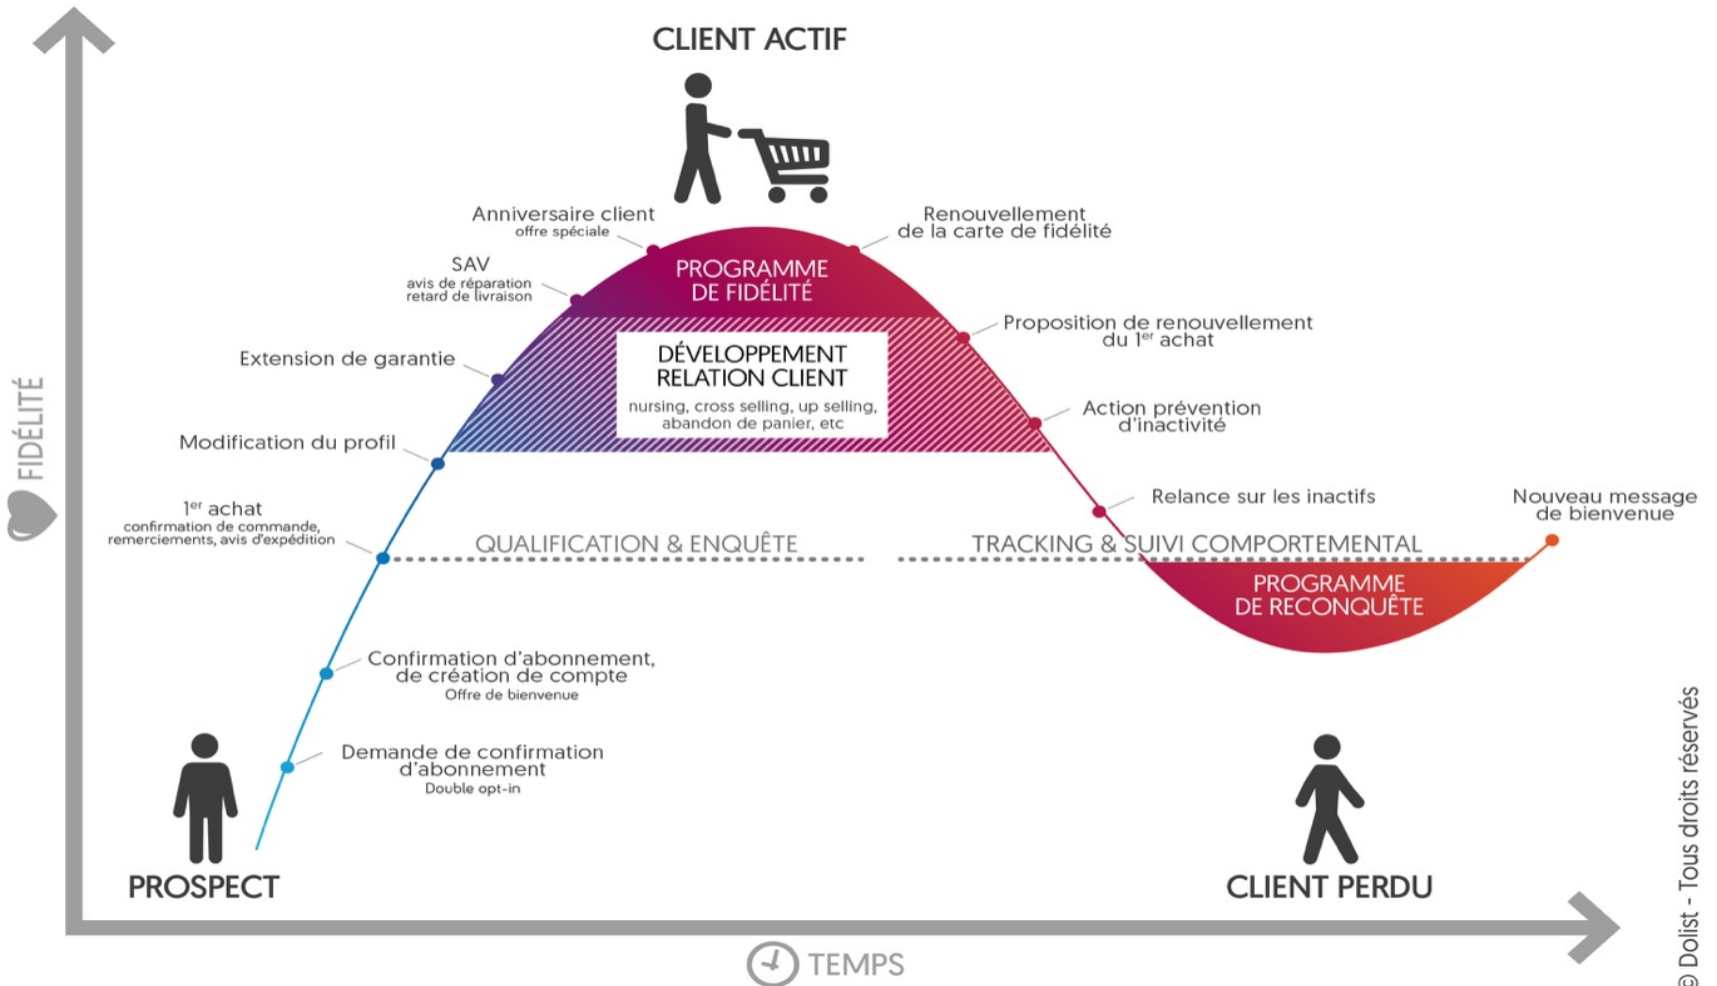 CLIENT ACTIF
Anniversaire client
offre spéciale
Renouvellement
de la carte de fidélité
SAV
avis de réparation
retard de livraison
PROGRAMME
DE FIDÉLITÉ
Proposition de renouvellement
du 1er achat
Extension de garantie
DÉVELOPPEMENT
RELATION CLIENT
nursing, cross selling, up selling,
abandon de panier, etc
Action prévention
d'inactivité
Modification du profil
FIDÉLITÉ
1er achat
confirmation de commande,
remerciements, avis d'expédition
Relance sur les inactifs
Nouveau message
de bienvenue
QUALIFICATION & ENQUÊTE
TRACKING & SUIVI COMPORTEMENTAL
PROGRAMME
DE RECONQUÊTE
Confirmation d'abonnement,
de création de compte
Offre de bienvenue
Demande de confirmation
d'abonnement
Double opt-in
PROSPECT
CLIENT PERDU
TEMPS
© Dolist - Tous droits réservés